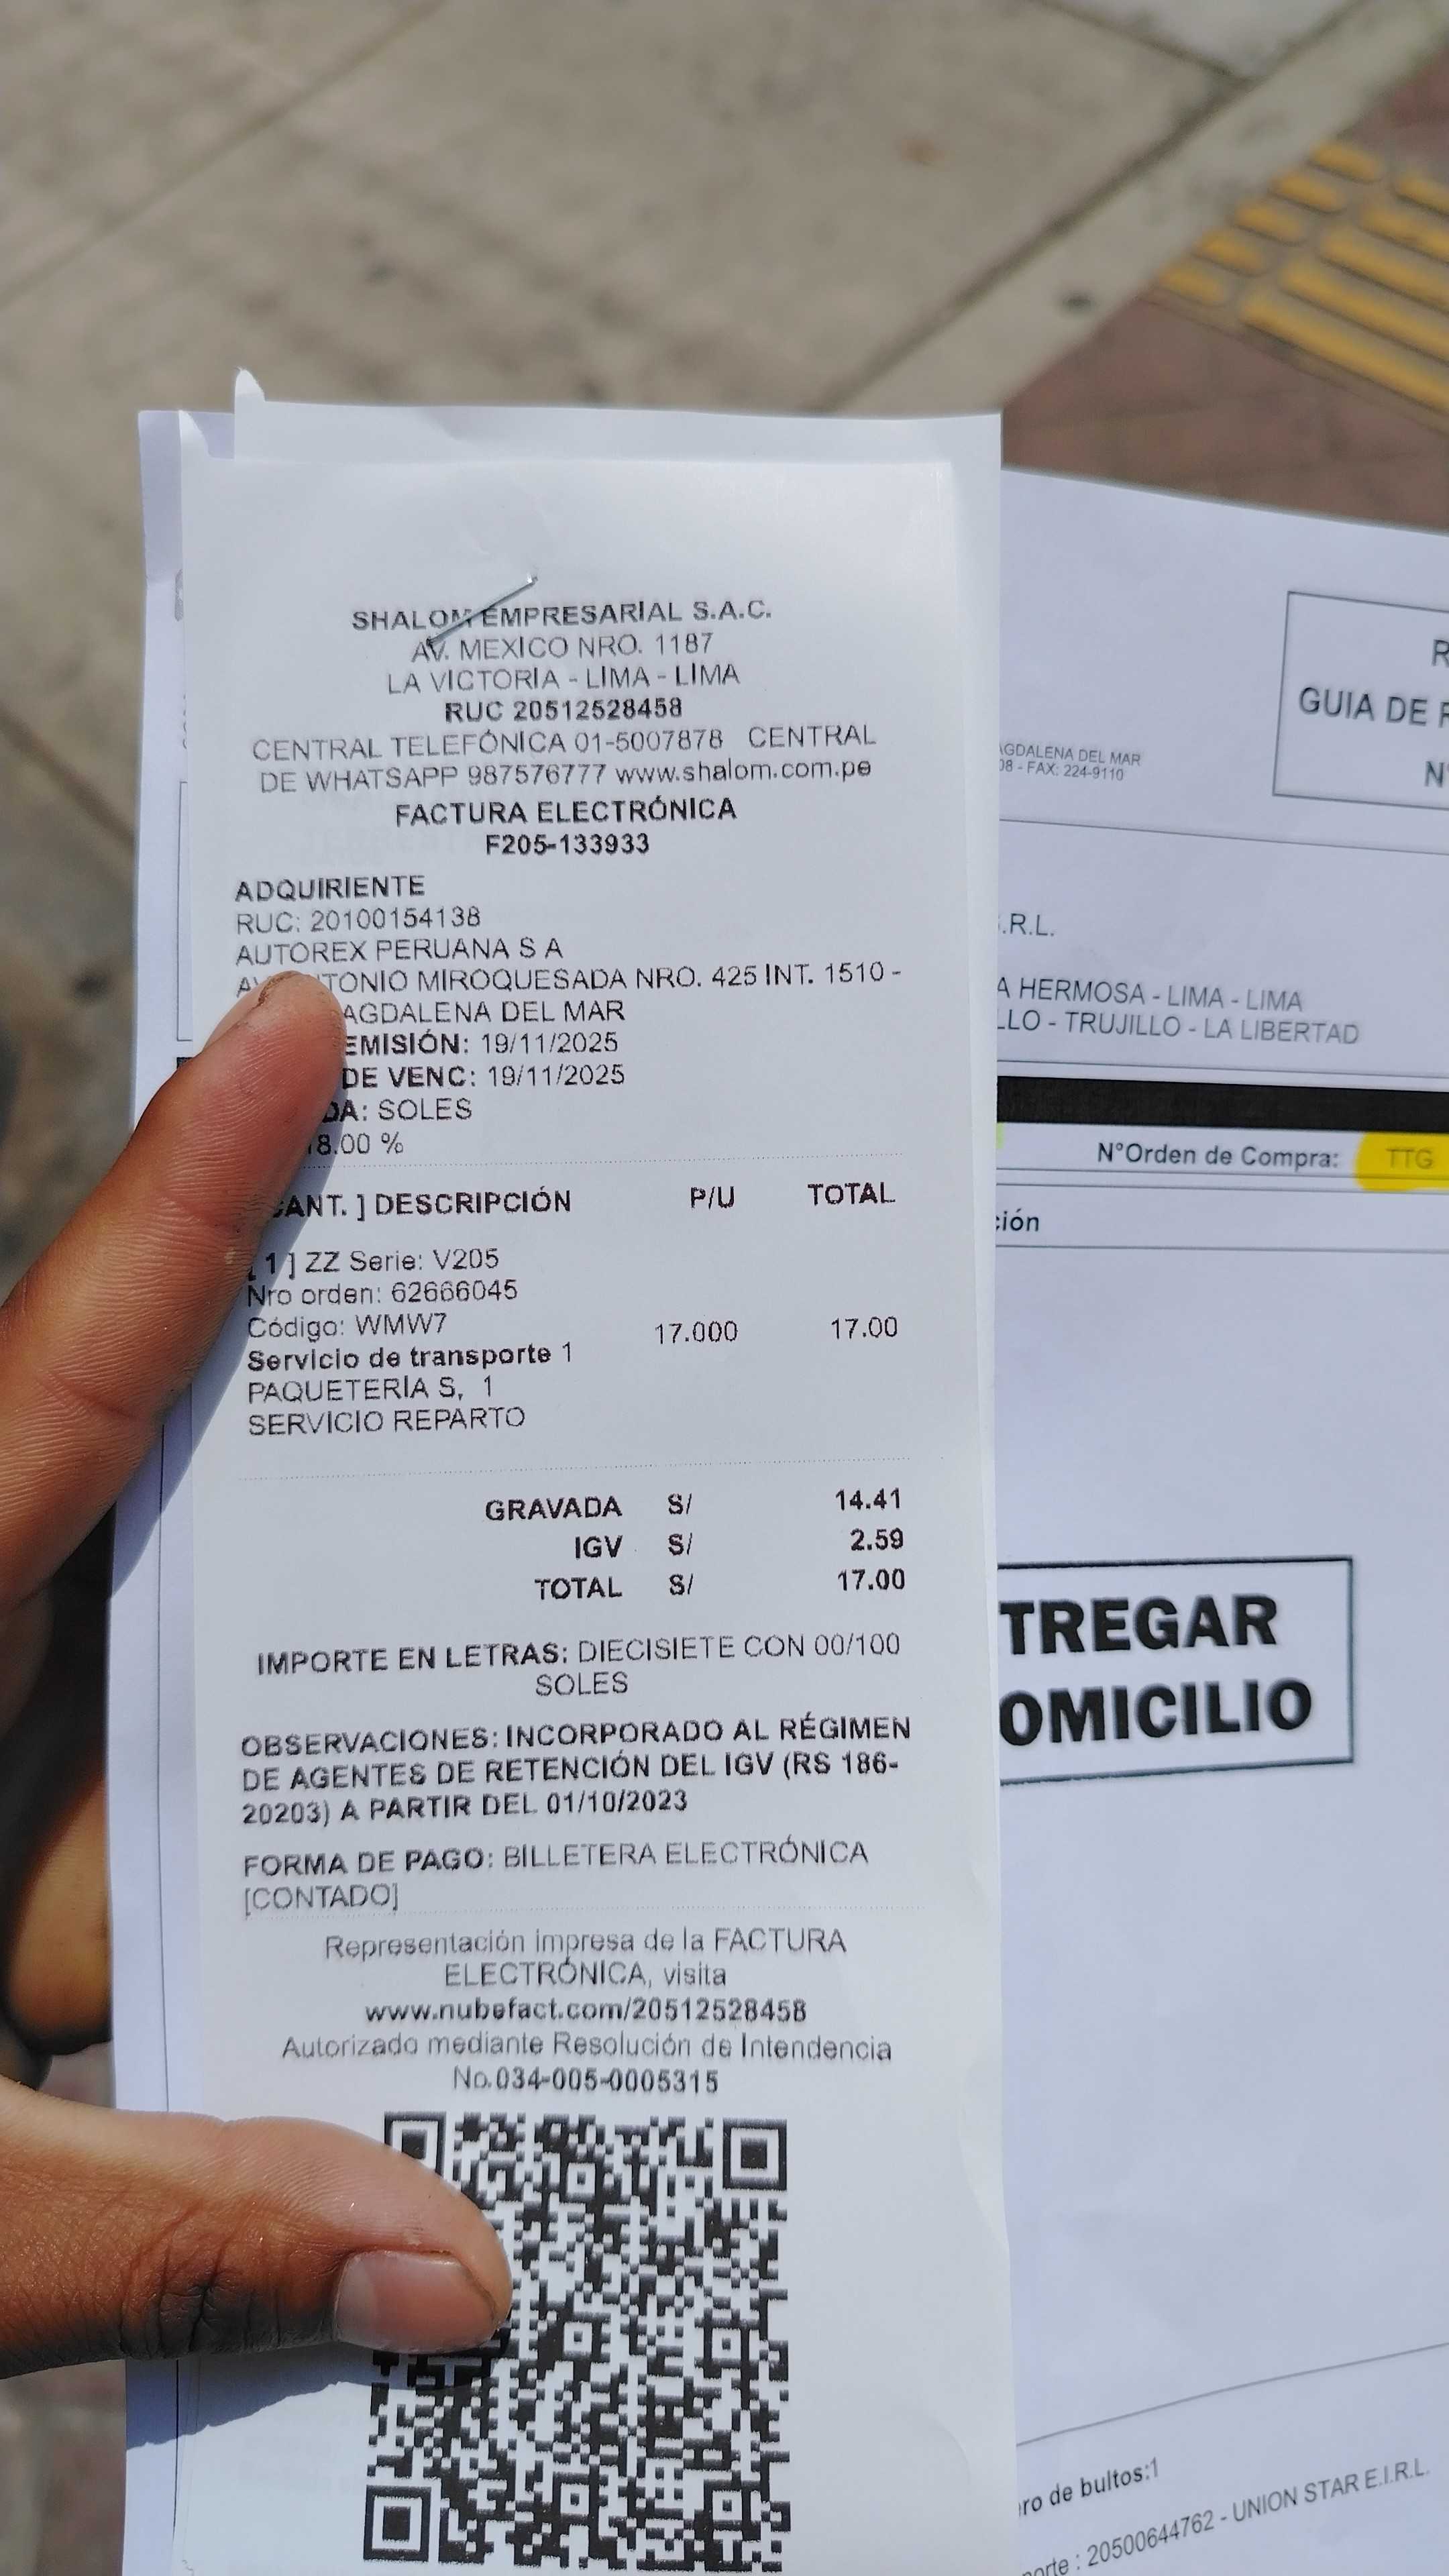 SHALOM EMPRESARIAL S.A.C.
AV. MEXICO NRO. 1187
LA VICTORIA - LIMA - LIMA
RUC 20512528458
CENTRAL TELEFÓNICA 01-5007878 CENTRAL
DE WHATSAPP 987576777 www.shalom.com.pe
FACTURA ELECTRÓNICA
F205-133933
ADQUIRIENTE
RUC: 20100154138
AUTOREX PERUANA S A
TONIO MIROQUESADA NRO. 425 INT. 1510 -
AGDALENA DEL MAR
EMISIÓN: 19/11/2025
DE VENC: 19/11/2025
DA: SOLES
8.00 %
CANT. ] DESCRIPCIÓN P/U TOTAL
[ 1 ] ZZ Serie: V205
Nro orden: 62666045
Código: WMW7 17.000 17.00
Servicio de transporte 1
PAQUETERÍA S, 1
SERVICIO REPARTO
GRAVADA S/ 14.41
IGV S/ 2.59
TOTAL S/ 17.00
IMPORTE EN LETRAS: DIECISIETE CON 00/100
SOLES
OBSERVACIONES: INCORPORADO AL RÉGIMEN
DE AGENTES DE RETENCIÓN DEL IGV (RS 186-
20203) A PARTIR DEL 01/10/2023
FORMA DE PAGO: BILLETERA ELECTRÓNICA
[CONTADO]
Representación impresa de la FACTURA
ELECTRÓNICA, visita
www.nubefact.com/20512528458
Autorizado mediante Resolución de Intendencia
No.034-005-0005315
R
GUIA DE R
N°
AGDALENA DEL MAR
08 - FAX: 224-9110
.R.L.
A HERMOSA - LIMA - LIMA
LLO - TRUJILLO - LA LIBERTAD
N°Orden de Compra: TTG
ción
TREGAR
OMICILIO
ro de bultos:1
orte : 20500644762 - UNION STAR E.I.R.L.